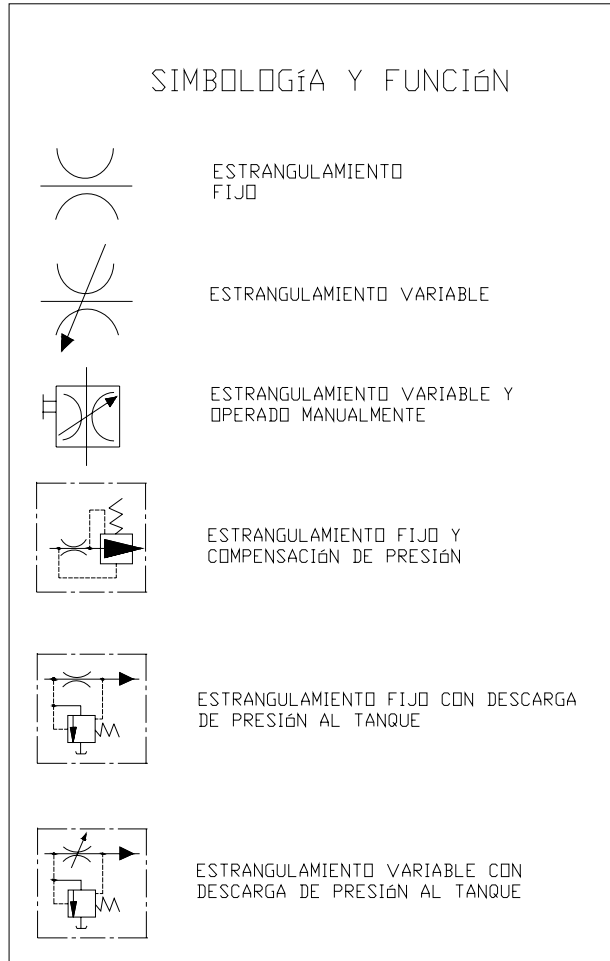 SIMBOLOGíA Y FUNCIóN
ESTRANGULAMIENTO
FIJO
ESTRANGULAMIENTO VARIABLE
ESTRANGULAMIENTO VARIABLE Y
OPERADO MANUALMENTE
ESTRANGULAMIENTO FIJO Y
COMPENSACIóN DE PRESIóN
ESTRANGULAMIENTO FIJO CON DESCARGA
DE PRESIóN AL TANQUE
ESTRANGULAMIENTO VARIABLE CON
DESCARGA DE PRESIóN AL TANQUE